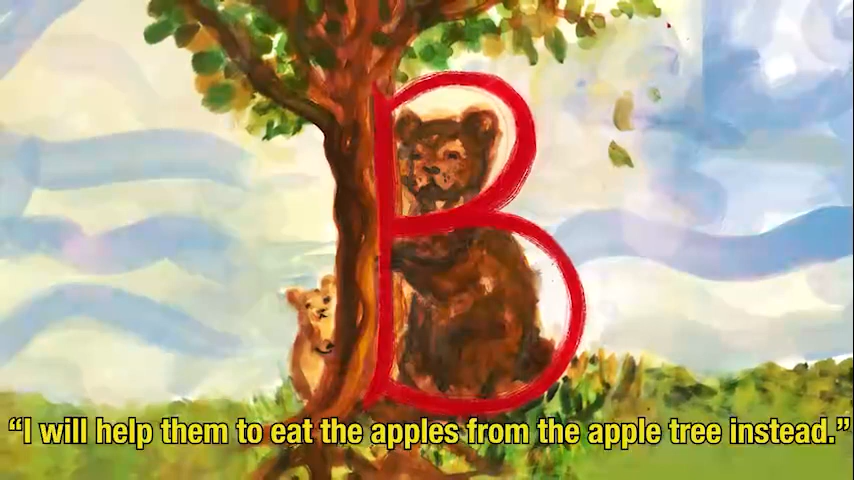 B
“I will help them to eat the apples from the apple tree instead.”